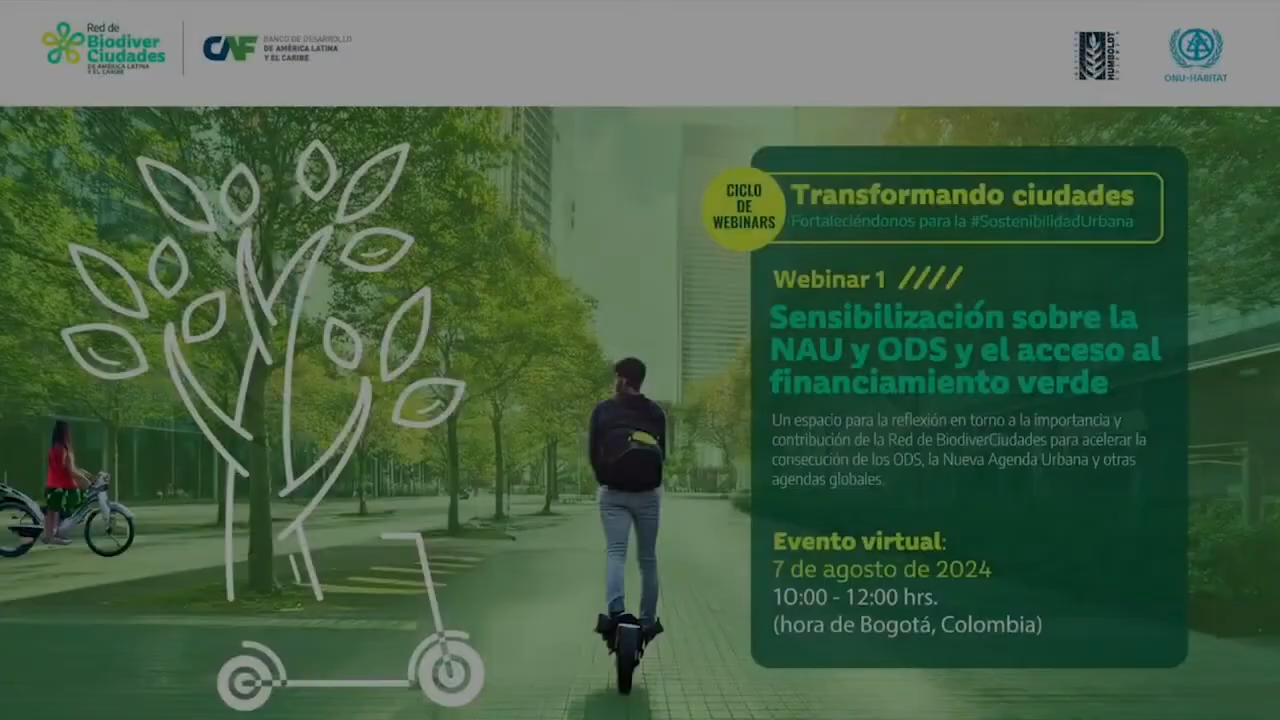 Red de
Biodiver
Ciudades
DE AMÉRICA LATINA
Y EL CARIBE
CAF
BANCO DE DESARROLLO
DE AMÉRICA LATINA
Y EL CARIBE
HUMBOLDT
ONU-HABITAT
CICLO
DE
WEBINARS
Transformando ciudades
Fortaleciéndonos para la #SostenibilidadUrbana
Webinar 1
Sensibilización sobre la
NAU y ODS y el acceso al
financiamiento verde
Un espacio para la reflexión en torno a la importancia y
contribución de la Red de BiodiverCiudades para acelerar la
consecución de los ODS, la Nueva Agenda Urbana y otras
agendas globales.
Evento virtual:
7 de agosto de 2024
10:00 - 12:00 hrs.
(hora de Bogotá, Colombia)